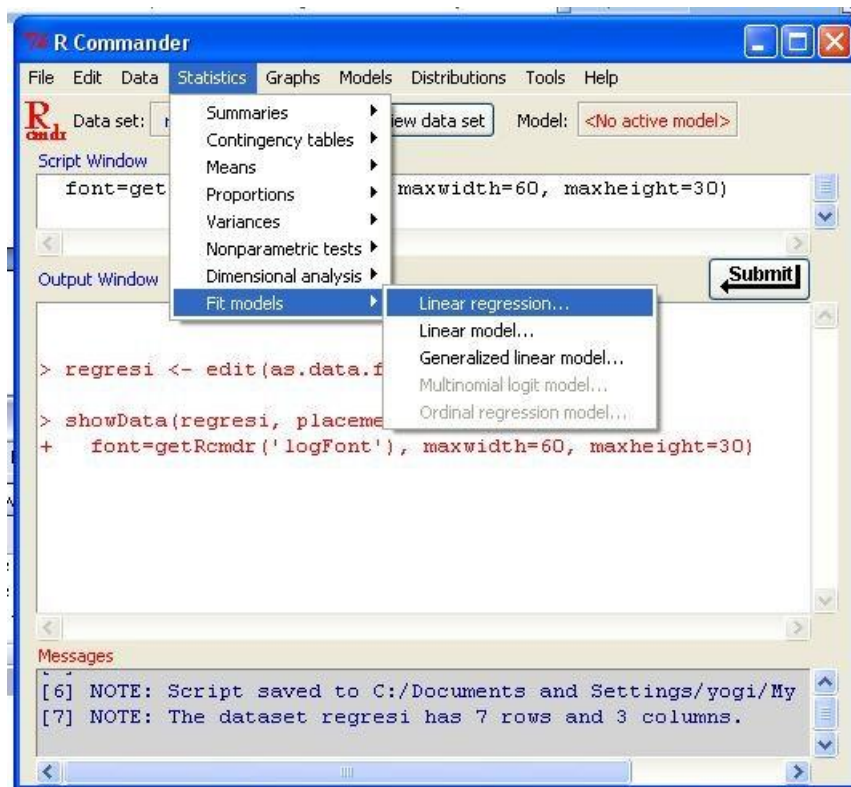 R Commander
File Edit Data Statistics Graphs Models Distributions Tools Help
R cmdr Data set: view data set Model: <No active model>
Script Window
font=get maxwidth=60, maxheight=30)
Output Window
Submit
Summaries
Contingency tables
Means
Proportions
Variances
Nonparametric tests
Dimensional analysis
Fit models
Linear regression...
Linear model...
Generalized linear model...
Multinomial logit model...
Ordinal regression model...
> regresi <- edit(as.data.f
> showData(regresi, placeme
+ font=getRcmdr('logFont'), maxwidth=60, maxheight=30)
Messages
[6] NOTE: Script saved to C:/Documents and Settings/yogi/My
[7] NOTE: The dataset regresi has 7 rows and 3 columns.